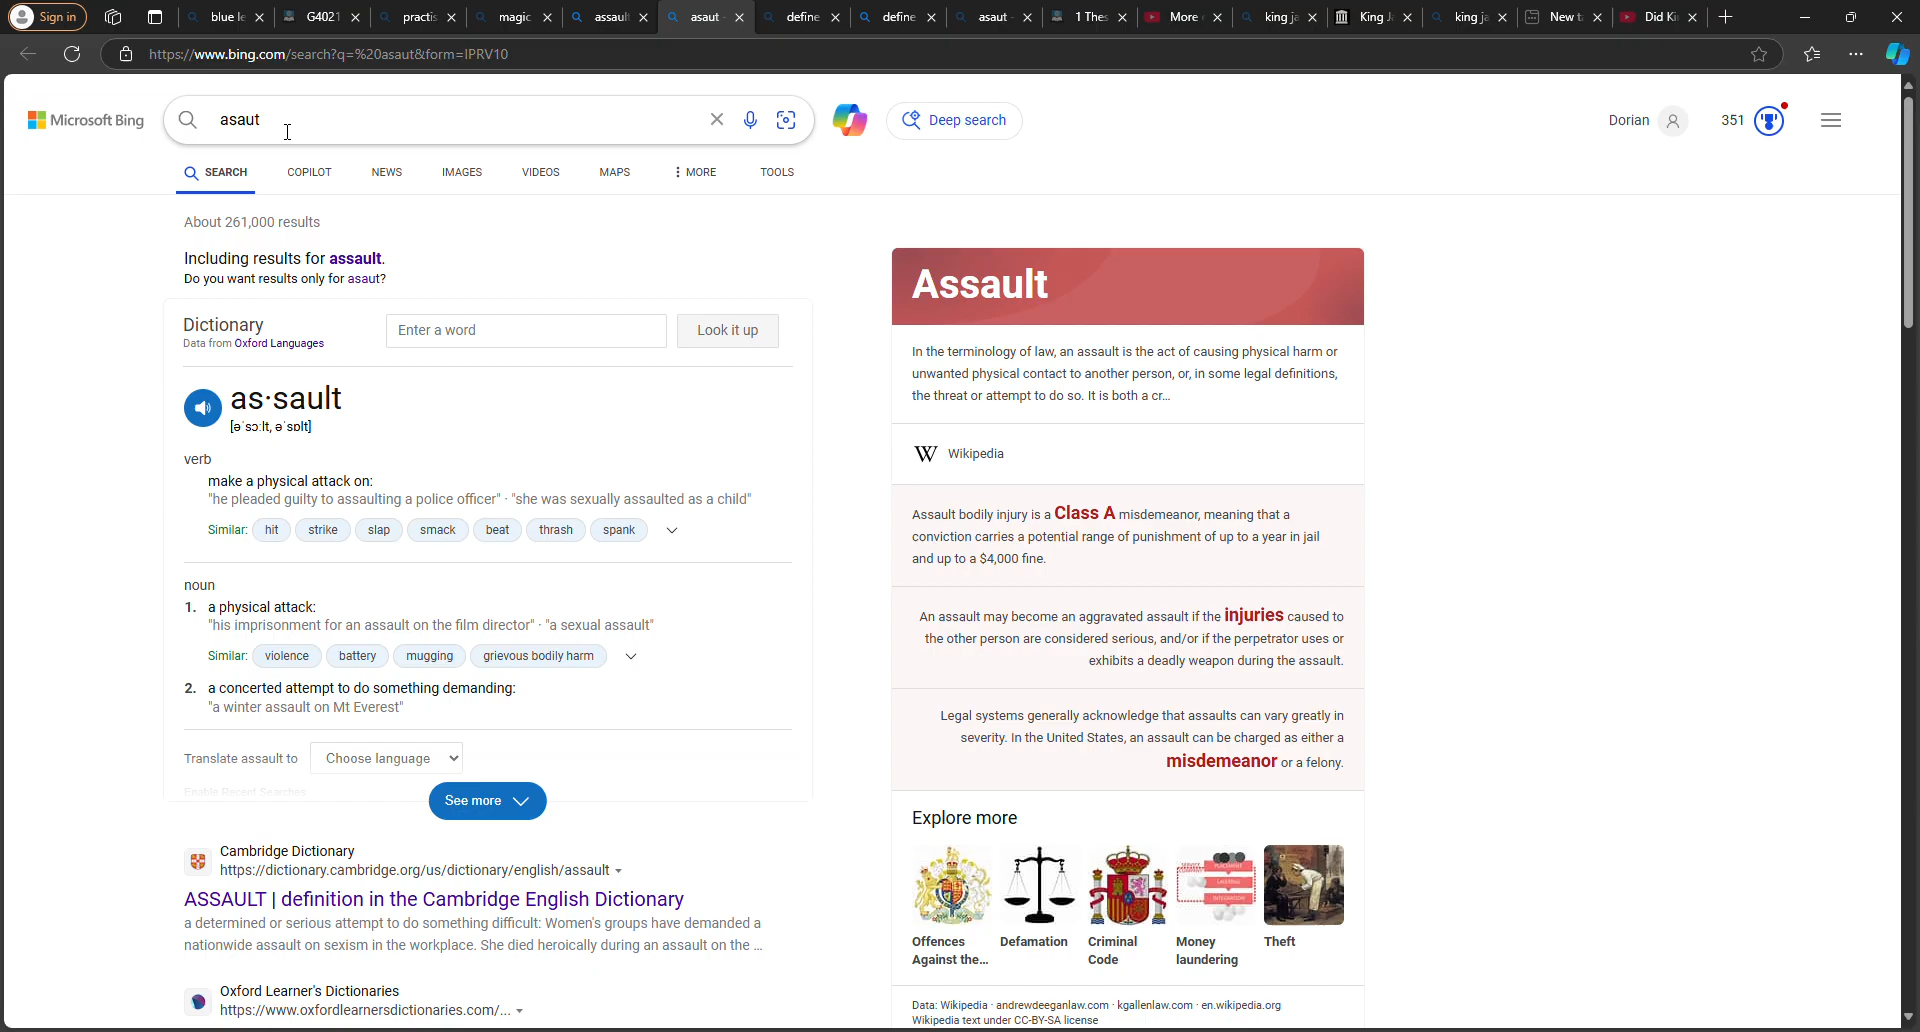 Sign in
blue le
G4021
practis
magic
assault
asaut -
define
define
asaut -
1 Thes
More
king ja
King J
king ja
New t
Did Ki
https://www.bing.com/search?q=%20asaut&form=IPRV10
Microsoft Bing
asaut
Deep search
Dorian
351
SEARCH
COPILOT
NEWS
IMAGES
VIDEOS
MAPS
MORE
TOOLS
About 261,000 results
Including results for assault.
Do you want results only for asaut?
Dictionary
Data from Oxford Languages
Enter a word
Look it up
as·sault
[əˈsɔːlt, əˈsɒlt]
verb
make a physical attack on:
"he pleaded guilty to assaulting a police officer" · "she was sexually assaulted as a child"
Similar: hit strike slap smack beat thrash spank
noun
1. a physical attack:
"his imprisonment for an assault on the film director" · "a sexual assault"
Similar: violence battery mugging grievous bodily harm
2. a concerted attempt to do something demanding:
"a winter assault on Mt Everest"
Translate assault to Choose language
Enable Recent Searches
See more
Cambridge Dictionary
https://dictionary.cambridge.org/us/dictionary/english/assault
ASSAULT | definition in the Cambridge English Dictionary
a determined or serious attempt to do something difficult: Women's groups have demanded a
nationwide assault on sexism in the workplace. She died heroically during an assault on the ...
Oxford Learner's Dictionaries
https://www.oxfordlearnersdictionaries.com/...
Assault
In the terminology of law, an assault is the act of causing physical harm or
unwanted physical contact to another person, or, in some legal definitions,
the threat or attempt to do so. It is both a cr...
W Wikipedia
Assault bodily injury is a Class A misdemeanor, meaning that a
conviction carries a potential range of punishment of up to a year in jail
and up to a $4,000 fine.
An assault may become an aggravated assault if the injuries caused to
the other person are considered serious, and/or if the perpetrator uses or
exhibits a deadly weapon during the assault.
Legal systems generally acknowledge that assaults can vary greatly in
severity. In the United States, an assault can be charged as either a
misdemeanor or a felony.
Explore more
Offences
Against the...
Defamation
Criminal
Code
Money
laundering
Theft
Data: Wikipedia · andrewdeeganlaw.com · kgallenlaw.com · en.wikipedia.org
Wikipedia text under CC-BY-SA license